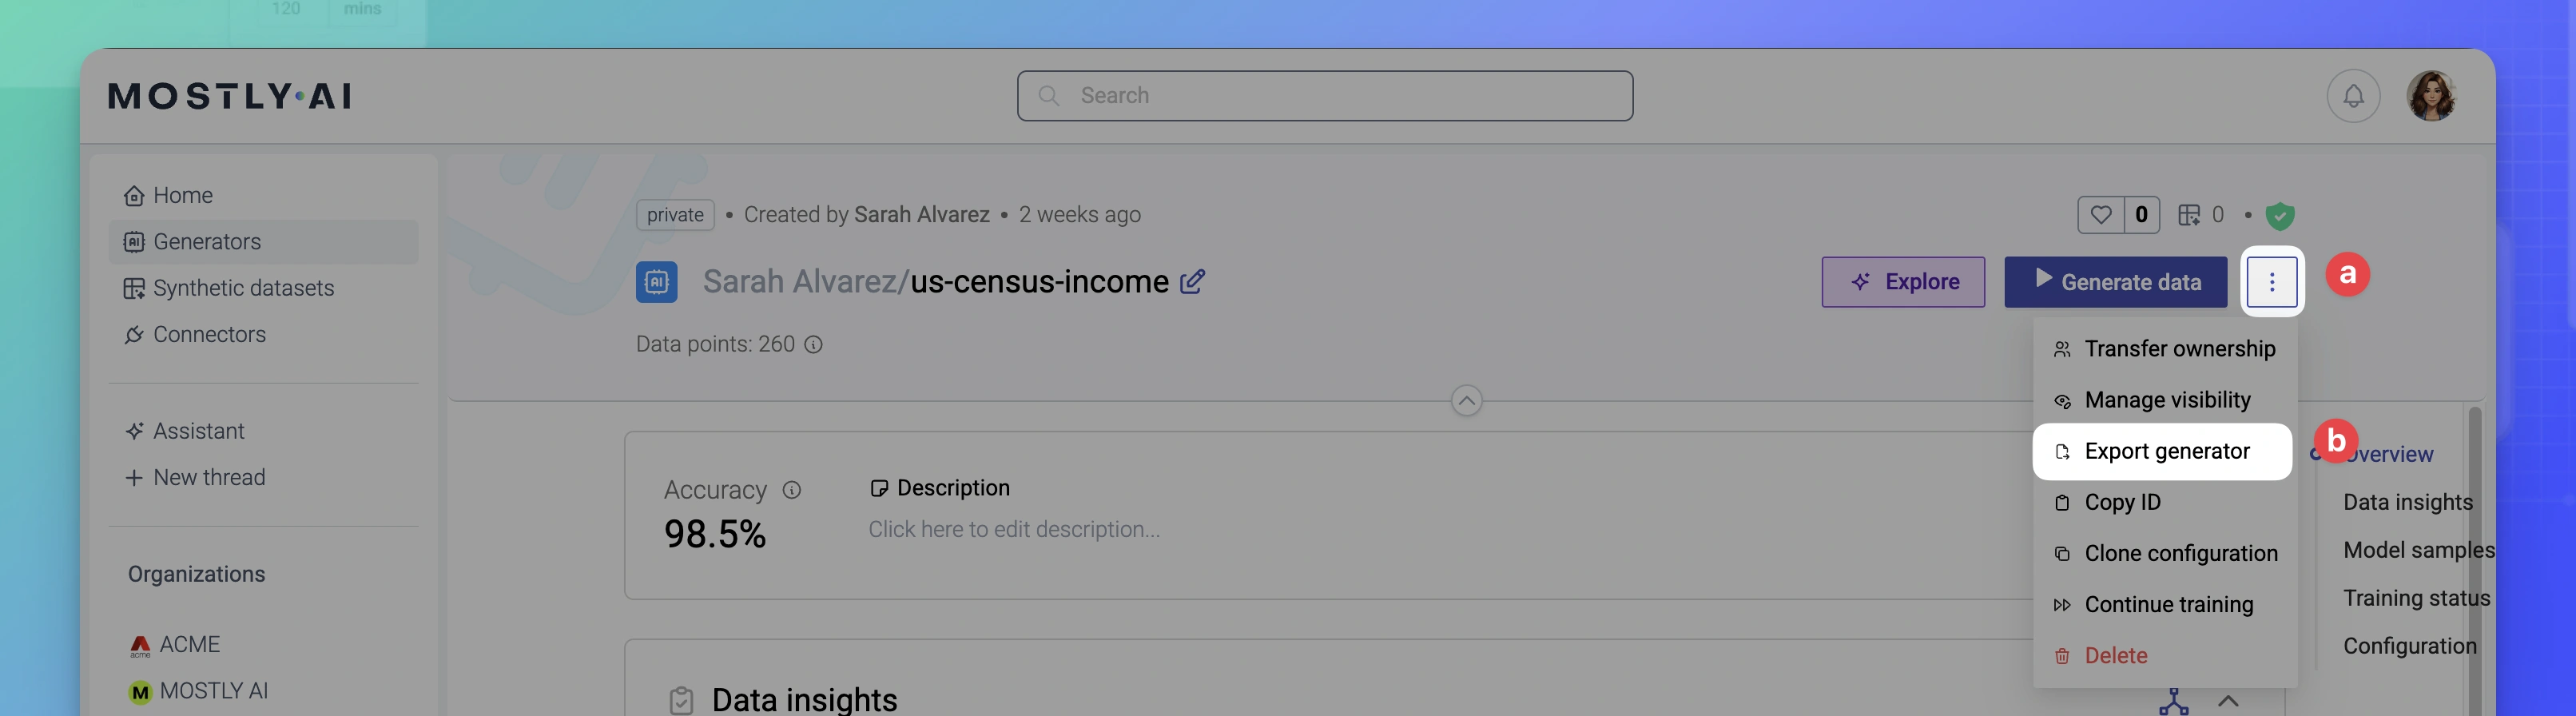 120 mins
MOSTLY AI
Search
Home
Generators
Synthetic datasets
Connectors
Assistant
New thread
Organizations
acme ACME
M MOSTLY AI
private • Created by Sarah Alvarez • 2 weeks ago
0 0
AI Sarah Alvarez/us-census-income
Explore
Generate data
a
Data points: 260
Transfer ownership
Manage visibility
Export generator
b
Copy ID
Clone configuration
Continue training
Delete
Accuracy
98.5%
Description
Click here to edit description...
Data insights
Overview
Data insights
Model samples
Training status
Configuration